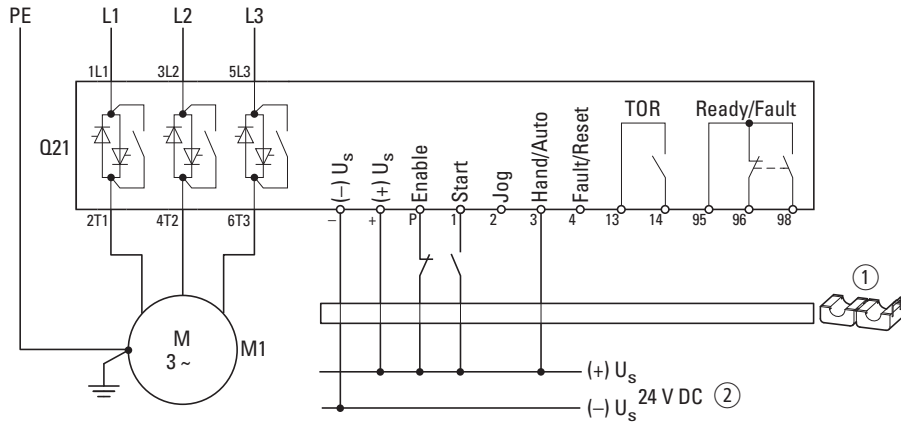 PE L1 L2 L3
1L1 3L2 5L3
Q21
(–) Us
(+) Us
Enable
Start
Jog
Hand/Auto
Fault/Reset
TOR
Ready/Fault
2T1 4T2 6T3
– + P 1 2 3 4 13 14 95 96 98
M
3 ~
M1
1
(+) Us
(–) Us 24 V DC 2